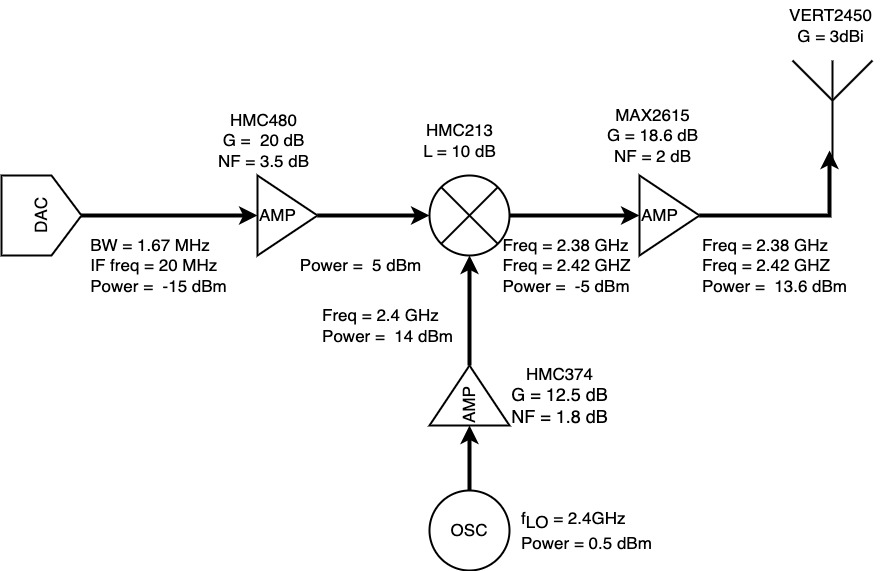 VERT2450
G = 3dBi
HMC480
G =  20 dB
NF = 3.5 dB
HMC213
L = 10 dB
MAX2615
G = 18.6 dB
NF = 2 dB
DAC
AMP
AMP
BW = 1.67 MHz
IF freq = 20 MHz
Power =  -15 dBm
Power =  5 dBm
Freq = 2.38 GHz
Freq = 2.42 GHZ
Power =  -5 dBm
Freq = 2.38 GHz
Freq = 2.42 GHZ
Power =  13.6 dBm
Freq = 2.4 GHz
Power =  14 dBm
AMP
HMC374
G = 12.5 dB
NF = 1.8 dB
OSC
fLO = 2.4GHz
Power = 0.5 dBm